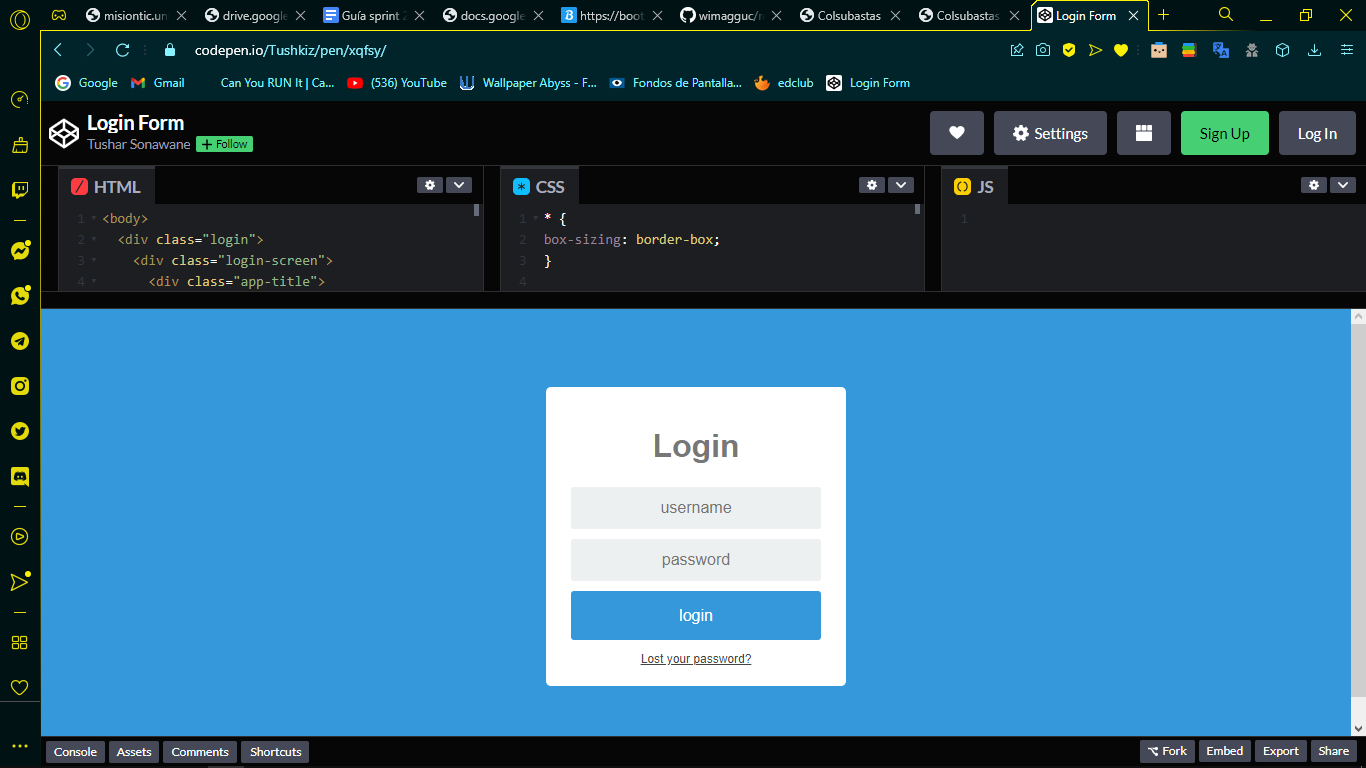 misiontic.un
drive.google
Guía sprint 2
docs.google
https://boot
wimagguc/r
Colsubastas
Colsubastas
Login Form
codepen.io/Tushkiz/pen/xqfsy/
Google
Gmail
Can You RUN It | Ca...
(536) YouTube
Wallpaper Abyss - F...
Fondos de Pantalla...
edclub
Login Form
Login Form
Tushar Sonawane
+ Follow
Settings
Sign Up
Log In
HTML
1 <body>
2 <div class="login">
3 <div class="login-screen">
4 <div class="app-title">
CSS
1 * {
2 box-sizing: border-box;
3 }
4
JS
1
Login
username
password
login
Lost your password?
Console
Assets
Comments
Shortcuts
Fork
Embed
Export
Share